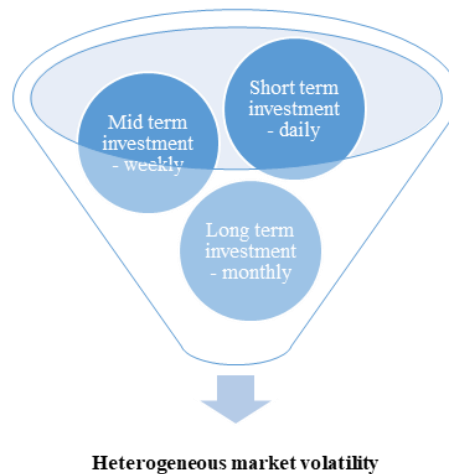 Short term
investment
- daily
Mid term
investment
- weekly
Long term
investment
- monthly
Heterogeneous market volatility